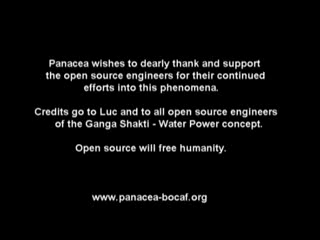 Panacea wishes to dearly thank and support
the open source engineers for their continued
efforts into this phenomena.
Credits go to Luc and to all open source engineers
of the Ganga Shakti - Water Power concept.
Open source will free humanity.
www.panacea-bocaf.org